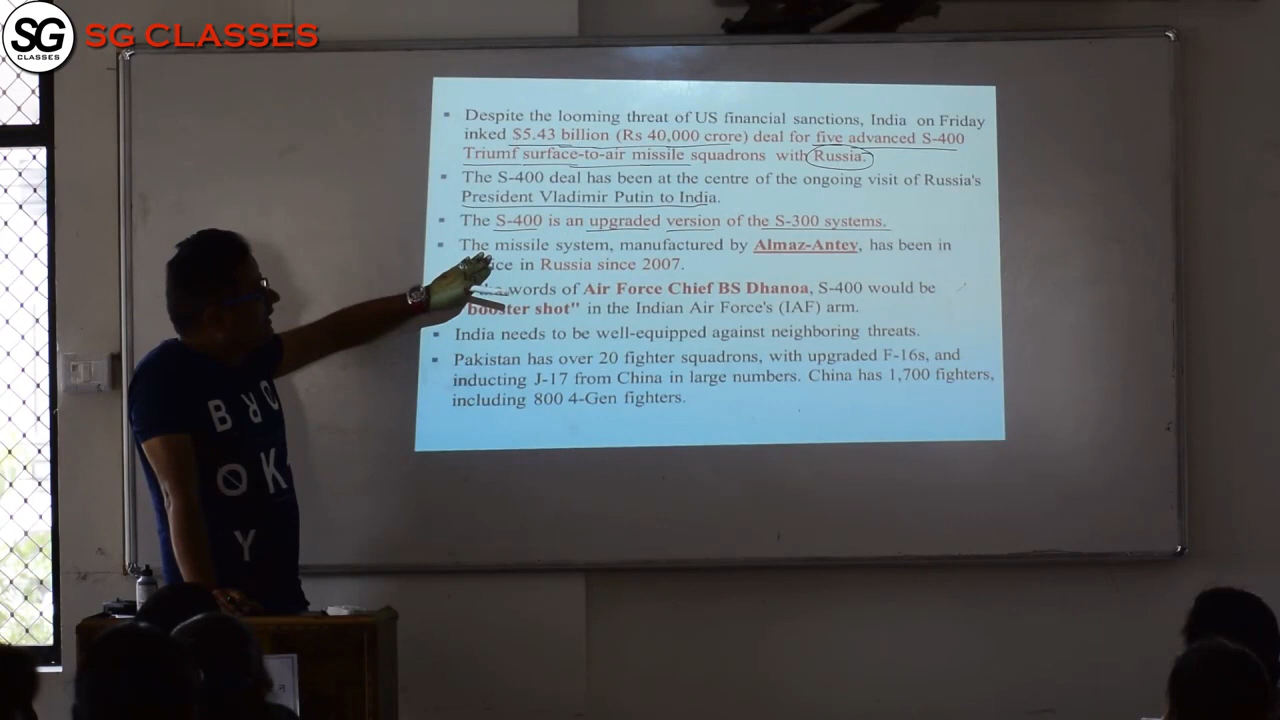 SG
CLASSES
SG CLASSES
Despite the looming threat of US financial sanctions, India on Friday
inked $5.43 billion (Rs 40,000 crore) deal for five advanced S-400
Triumf surface-to-air missile squadrons with Russia.
The S-400 deal has been at the centre of the ongoing visit of Russia's
President Vladimir Putin to India.
The S-400 is an upgraded version of the S-300 systems.
The missile system, manufactured by Almaz-Antey, has been in
in Russia since 2007.
words of Air Force Chief BS Dhanoa, S-400 would be
"booster shot" in the Indian Air Force's (IAF) arm.
India needs to be well-equipped against neighboring threats.
Pakistan has over 20 fighter squadrons, with upgraded F-16s, and
inducting J-17 from China in large numbers. China has 1,700 fighters,
including 800 4-Gen fighters.
BRO
OK
Y